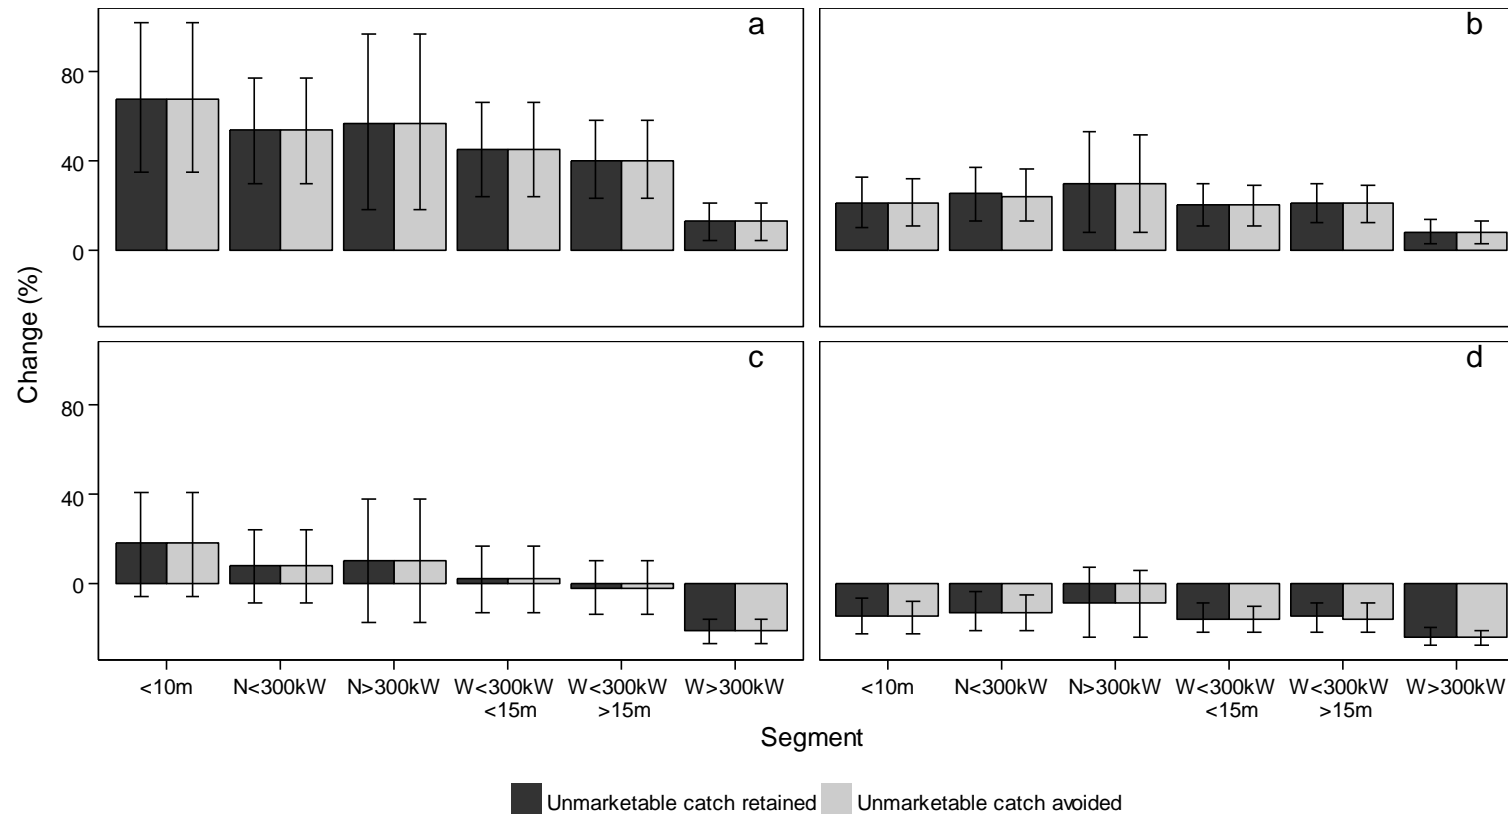 a
b
80
40
0
Change (%)
c
d
80
40
0
<10m
N<300kW
N>300kW
W<300kW
<15m
W<300kW
>15m
W>300kW
<10m
N<300kW
N>300kW
W<300kW
<15m
W<300kW
>15m
W>300kW
Segment
Unmarketable catch retained
Unmarketable catch avoided